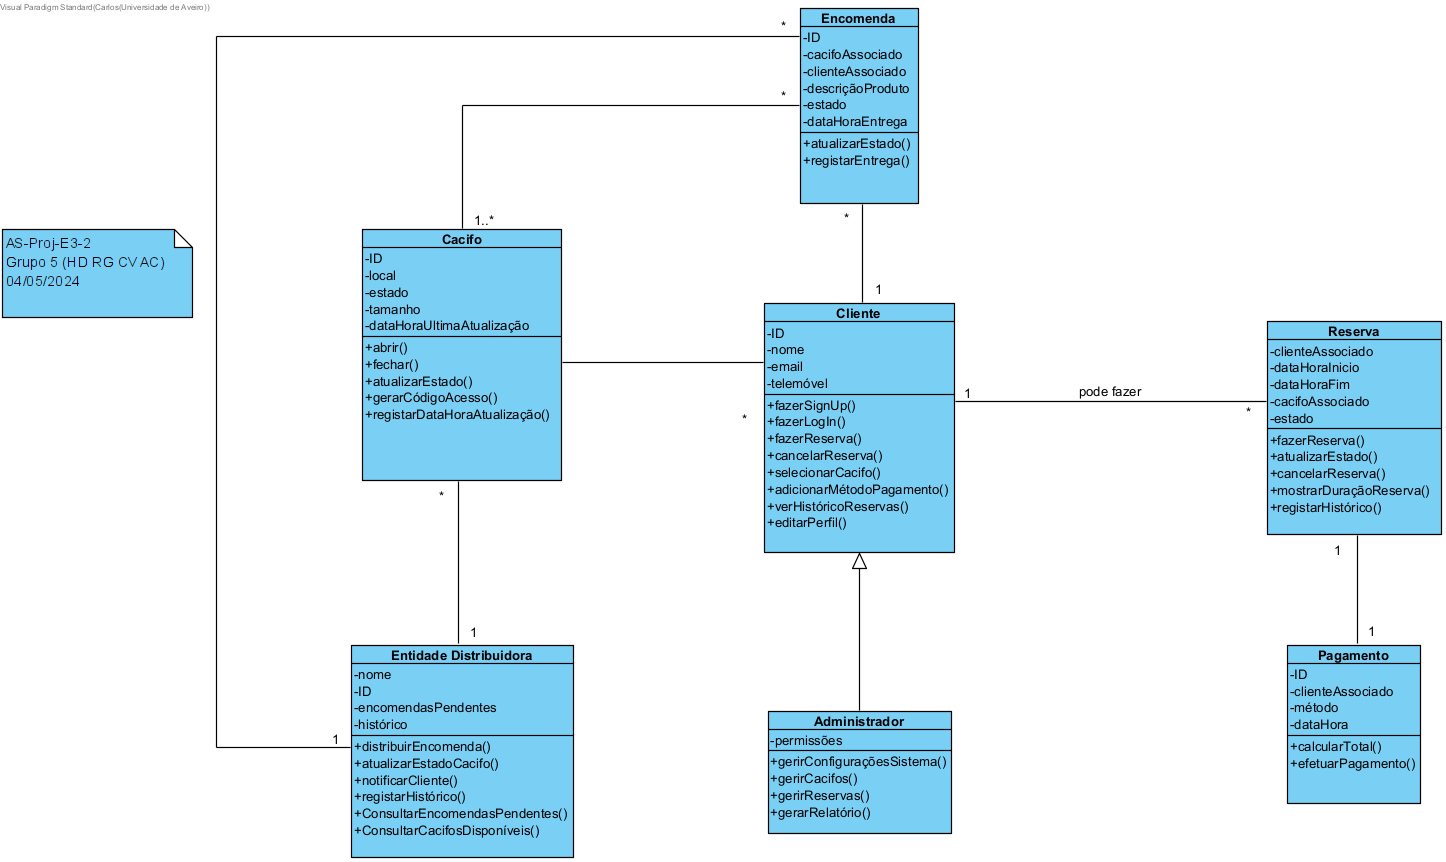 Visual Paradigm Standard(Carlos(Universidade de Aveiro))
Encomenda
-ID
-cacifoAssociado
-clienteAssociado
-descriçãoProduto
-estado
-dataHoraEntrega
+atualizarEstado()
+registarEntrega()
*
*
*
1
1..*
AS-Proj-E3-2
Grupo 5 (HD RG CV AC)
04/05/2024
Cacifo
-ID
-local
-estado
-tamanho
-dataHoraUltimaAtualização
+abrir()
+fechar()
+atualizarEstado()
+gerarCódigoAcesso()
+registarDataHoraAtualização()
*
1
*
Cliente
-ID
-nome
-email
-telemóvel
+fazerSignUp()
+fazerLogIn()
+fazerReserva()
+cancelarReserva()
+selecionarCacifo()
+adicionarMétodoPagamento()
+verHistóricoReservas()
+editarPerfil()
1
pode fazer
*
Reserva
-clienteAssociado
-dataHoraInicio
-dataHoraFim
-cacifoAssociado
-estado
+fazerReserva()
+atualizarEstado()
+cancelarReserva()
+mostrarDuraçãoReserva()
+registarHistórico()
1
1
Entidade Distribuidora
-nome
-ID
-encomendasPendentes
-histórico
+distribuirEncomenda()
+atualizarEstadoCacifo()
+notificarCliente()
+registarHistórico()
+ConsultarEncomendasPendentes()
+ConsultarCacifosDisponíveis()
1
Administrador
-permissões
+gerirConfiguraçõesSistema()
+gerirCacifos()
+gerirReservas()
+gerarRelatório()
Pagamento
-ID
-clienteAssociado
-método
-dataHora
+calcularTotal()
+efetuarPagamento()